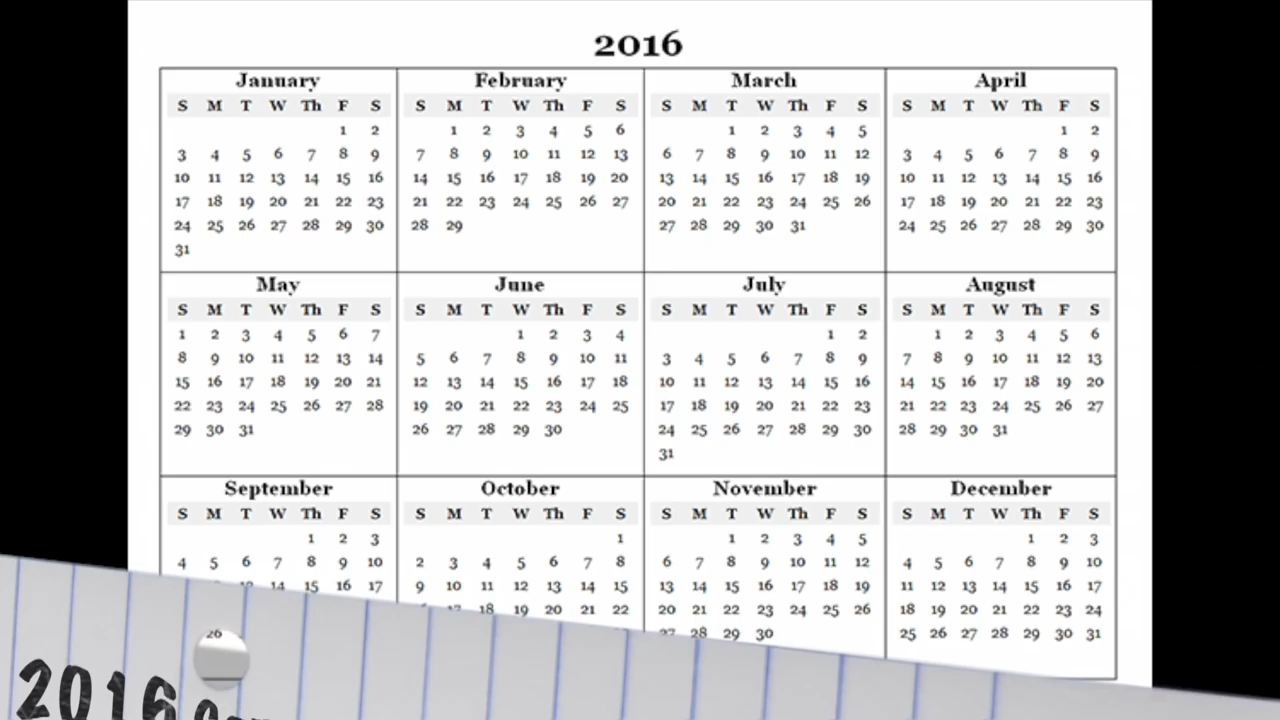 2016
January February March April
S M T W Th F S S M T W Th F S S M T W Th F S S M T W Th F S
1 2 1 2 3 4 5 6 1 2 3 4 5 1 2
3 4 5 6 7 8 9 7 8 9 10 11 12 13 6 7 8 9 10 11 12 3 4 5 6 7 8 9
10 11 12 13 14 15 16 14 15 16 17 18 19 20 13 14 15 16 17 18 19 10 11 12 13 14 15 16
17 18 19 20 21 22 23 21 22 23 24 25 26 27 20 21 22 23 24 25 26 17 18 19 20 21 22 23
24 25 26 27 28 29 30 28 29 27 28 29 30 31 24 25 26 27 28 29 30
31
May June July August
S M T W Th F S S M T W Th F S S M T W Th F S S M T W Th F S
1 2 3 4 5 6 7 1 2 3 4 1 2 1 2 3 4 5 6
8 9 10 11 12 13 14 5 6 7 8 9 10 11 3 4 5 6 7 8 9 7 8 9 10 11 12 13
15 16 17 18 19 20 21 12 13 14 15 16 17 18 10 11 12 13 14 15 16 14 15 16 17 18 19 20
22 23 24 25 26 27 28 19 20 21 22 23 24 25 17 18 19 20 21 22 23 21 22 23 24 25 26 27
29 30 31 26 27 28 29 30 24 25 26 27 28 29 30 28 29 30 31
31
September October November December
S M T W Th F S S M T W Th F S S M T W Th F S S M T W Th F S
1 2 3 1 1 2 3 4 5 1 2 3
4 5 6 7 8 9 10 2 3 4 5 6 7 8 6 7 8 9 10 11 12 4 5 6 7 8 9 10
14 15 16 17 9 10 11 12 13 14 15 13 14 15 16 17 18 19 11 12 13 14 15 16 17
18 19 20 21 22 20 21 22 23 24 25 26 18 19 20 21 22 23 24
28 29 30 25 26 27 28 29 30 31
26
2016